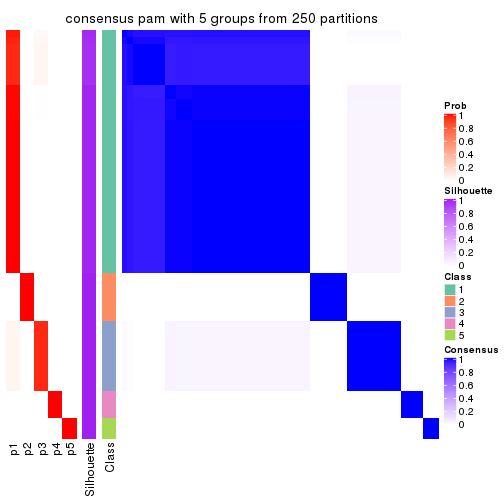 consensus pam with 5 groups from 250 partitions
Prob
1
0.8
0.6
0.4
0.2
0
Silhouette
1
0.8
0.6
0.4
0.2
0
Class
1
2
3
4
5
Consensus
1
0.8
0.6
0.4
0.2
0
p1
p2
p3
p4
p5
Silhouette
Class